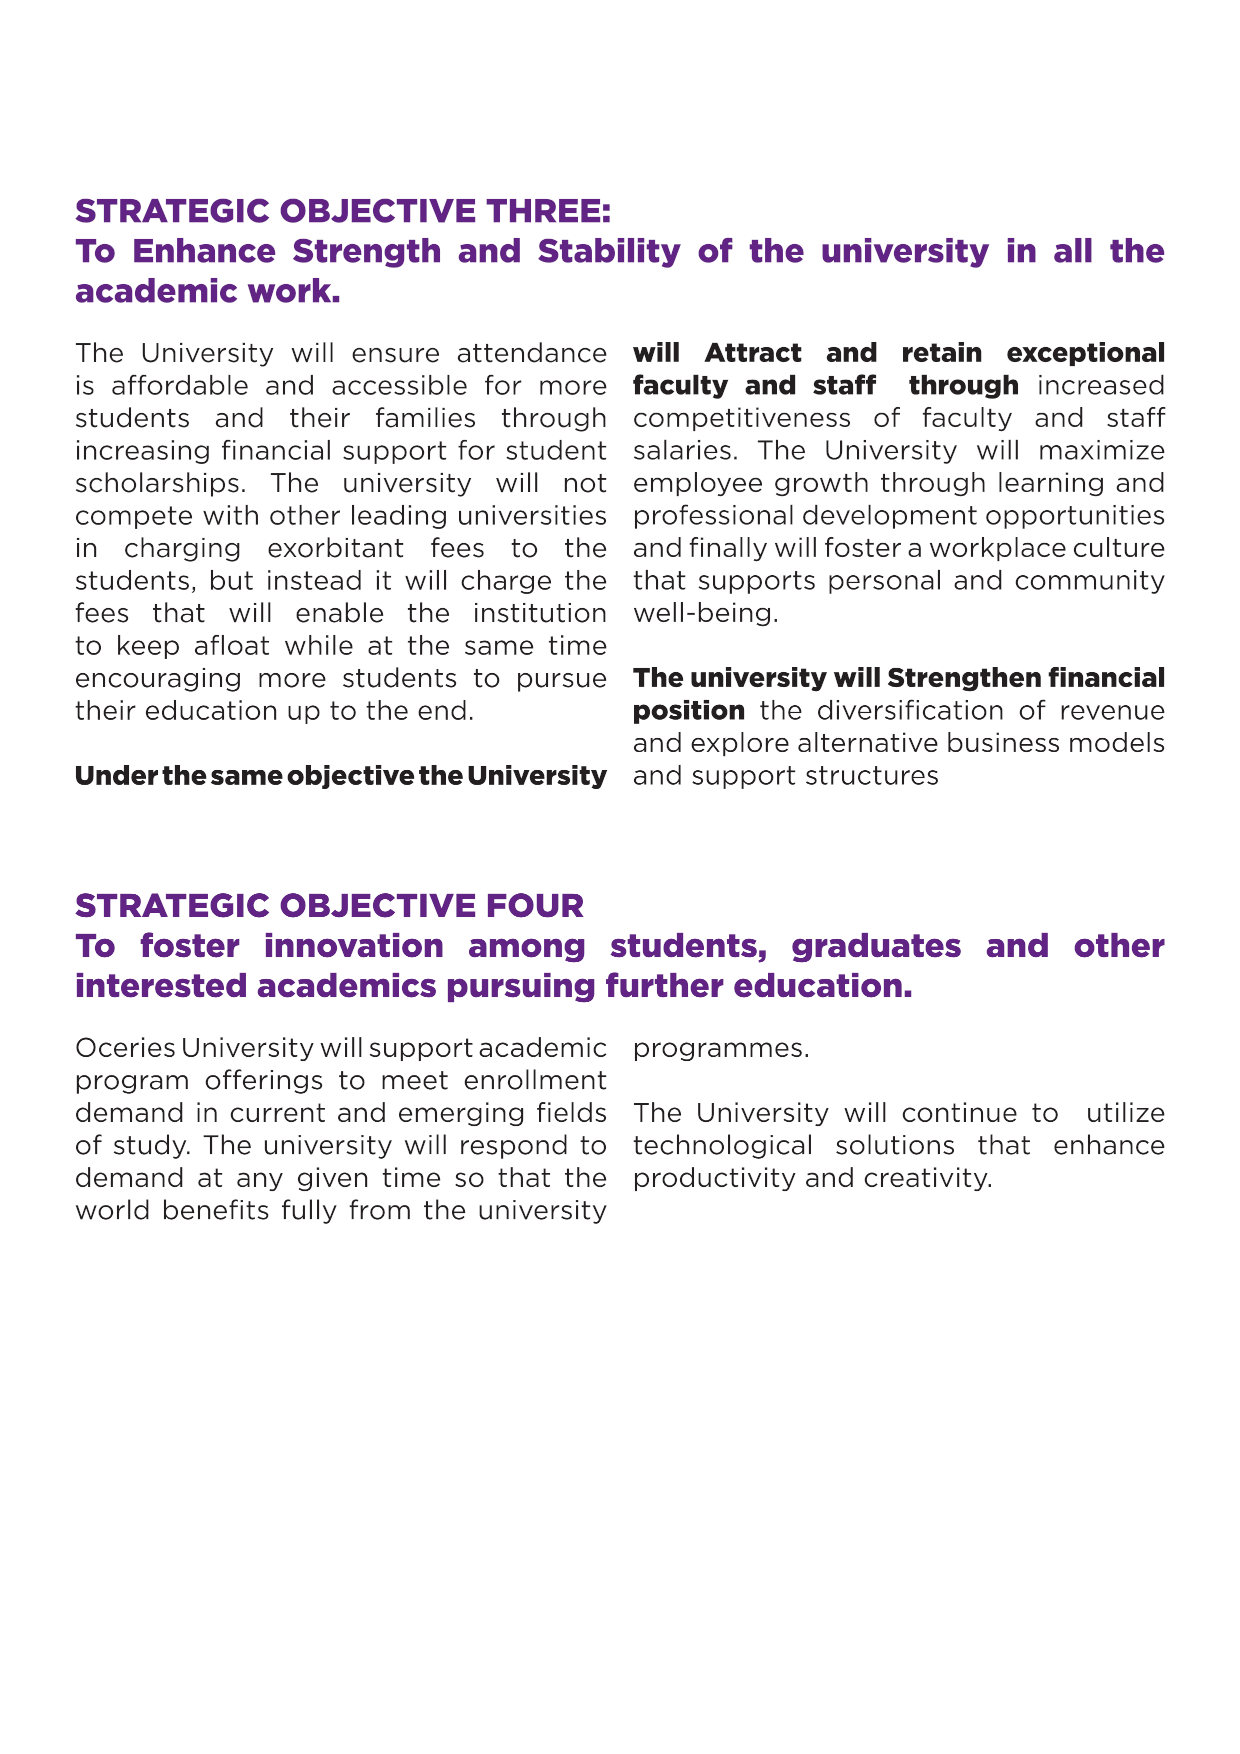 STRATEGIC OBJECTIVE THREE:
To Enhance Strength and Stability of the university in all the
academic work.
The University will ensure attendance
is affordable and accessible for more
students and their families through
increasing financial support for student
scholarships. The university will not
compete with other leading universities
in charging exorbitant fees to the
students, but instead it will charge the
fees that will enable the institution
to keep afloat while at the same time
encouraging more students to pursue
their education up to the end.
Under the same objective the University
will Attract and retain exceptional
faculty and staff through increased
competitiveness of faculty and staff
salaries. The University will maximize
employee growth through learning and
professional development opportunities
and finally will foster a workplace culture
that supports personal and community
well-being.
The university will Strengthen financial
position the diversification of revenue
and explore alternative business models
and support structures
STRATEGIC OBJECTIVE FOUR
To foster innovation among students, graduates and other
interested academics pursuing further education.
Oceries University will support academic
program offerings to meet enrollment
demand in current and emerging fields
of study. The university will respond to
demand at any given time so that the
world benefits fully from the university
programmes.
The University will continue to utilize
technological solutions that enhance
productivity and creativity.